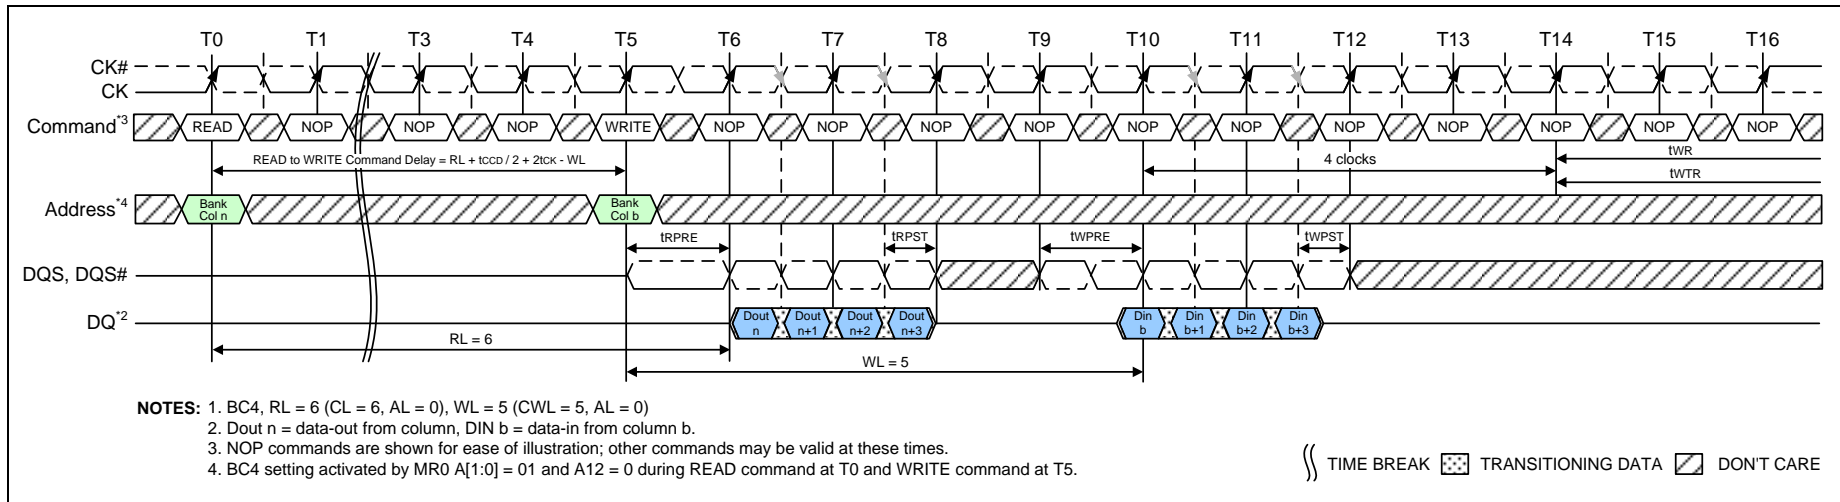 T0 T1 T3 T4 T5 T6 T7 T8 T9 T10 T11 T12 T13 T14 T15 T16
CK#
CK
Command*3 READ NOP NOP NOP WRITE NOP NOP NOP NOP NOP NOP NOP NOP NOP NOP NOP
READ to WRITE Command Delay = RL + tCCD / 2 + 2tCK - WL
4 clocks
tWR
tWTR
Address*4
Bank Col n
Bank Col b
tRPRE tRPST tWPRE tWPST
DQS, DQS#
DQ*2
Dout n
Dout n+1
Dout n+2
Dout n+3
Din b
Din b+1
Din b+2
Din b+3
RL = 6
WL = 5
NOTES: 1. BC4, RL = 6 (CL = 6, AL = 0), WL = 5 (CWL = 5, AL = 0)
2. Dout n = data-out from column, DIN b = data-in from column b.
3. NOP commands are shown for ease of illustration; other commands may be valid at these times.
4. BC4 setting activated by MR0 A[1:0] = 01 and A12 = 0 during READ command at T0 and WRITE command at T5.
TIME BREAK TRANSITIONING DATA DON'T CARE